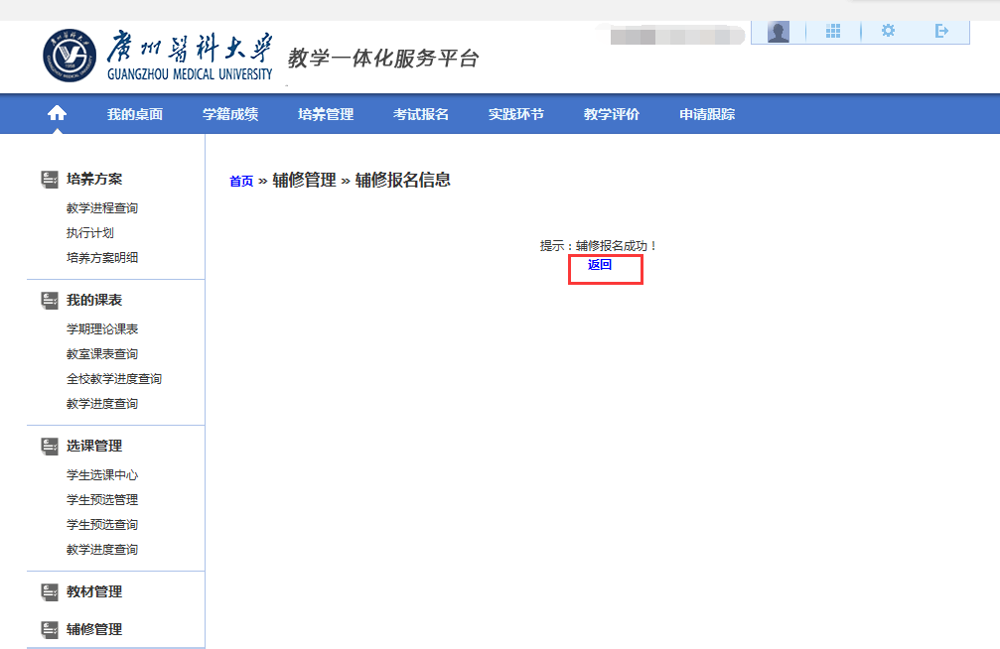 廣州醫科大學
GUANGZHOU MEDICAL UNIVERSITY
教学一体化服务平台
我的桌面 学籍成绩 培养管理 考试报名 实践环节 教学评价 申请跟踪
培养方案
教学进程查询
执行计划
培养方案明细
我的课表
学期理论课表
教室课表查询
全校教学进度查询
教学进度查询
选课管理
学生选课中心
学生预选管理
学生预选查询
教学进度查询
教材管理
辅修管理
首页 » 辅修管理 » 辅修报名信息
提示：辅修报名成功！
返回